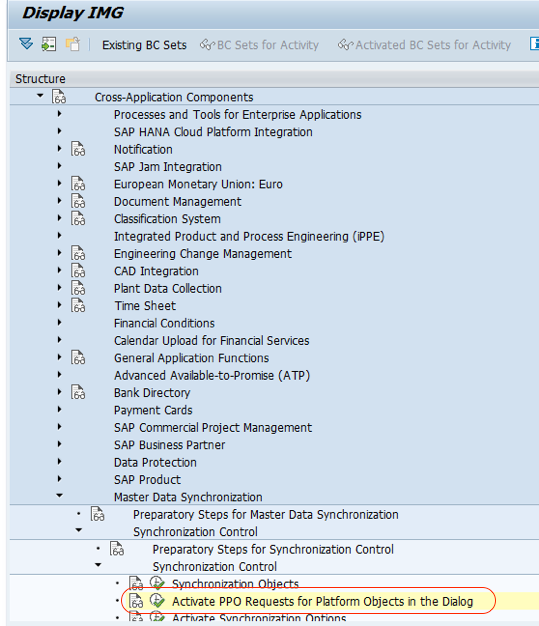 Display IMG
Existing BC Sets BC Sets for Activity Activated BC Sets for Activity
Structure
Cross-Application Components
Processes and Tools for Enterprise Applications
SAP HANA Cloud Platform Integration
Notification
SAP Jam Integration
European Monetary Union: Euro
Document Management
Classification System
Integrated Product and Process Engineering (iPPE)
Engineering Change Management
CAD Integration
Plant Data Collection
Time Sheet
Financial Conditions
Calendar Upload for Financial Services
General Application Functions
Advanced Available-to-Promise (ATP)
Bank Directory
Payment Cards
SAP Commercial Project Management
SAP Business Partner
Data Protection
SAP Product
Master Data Synchronization
Preparatory Steps for Master Data Synchronization
Synchronization Control
Preparatory Steps for Synchronization Control
Synchronization Control
Synchronization Objects
Activate PPO Requests for Platform Objects in the Dialog
Activate Synchronization Options